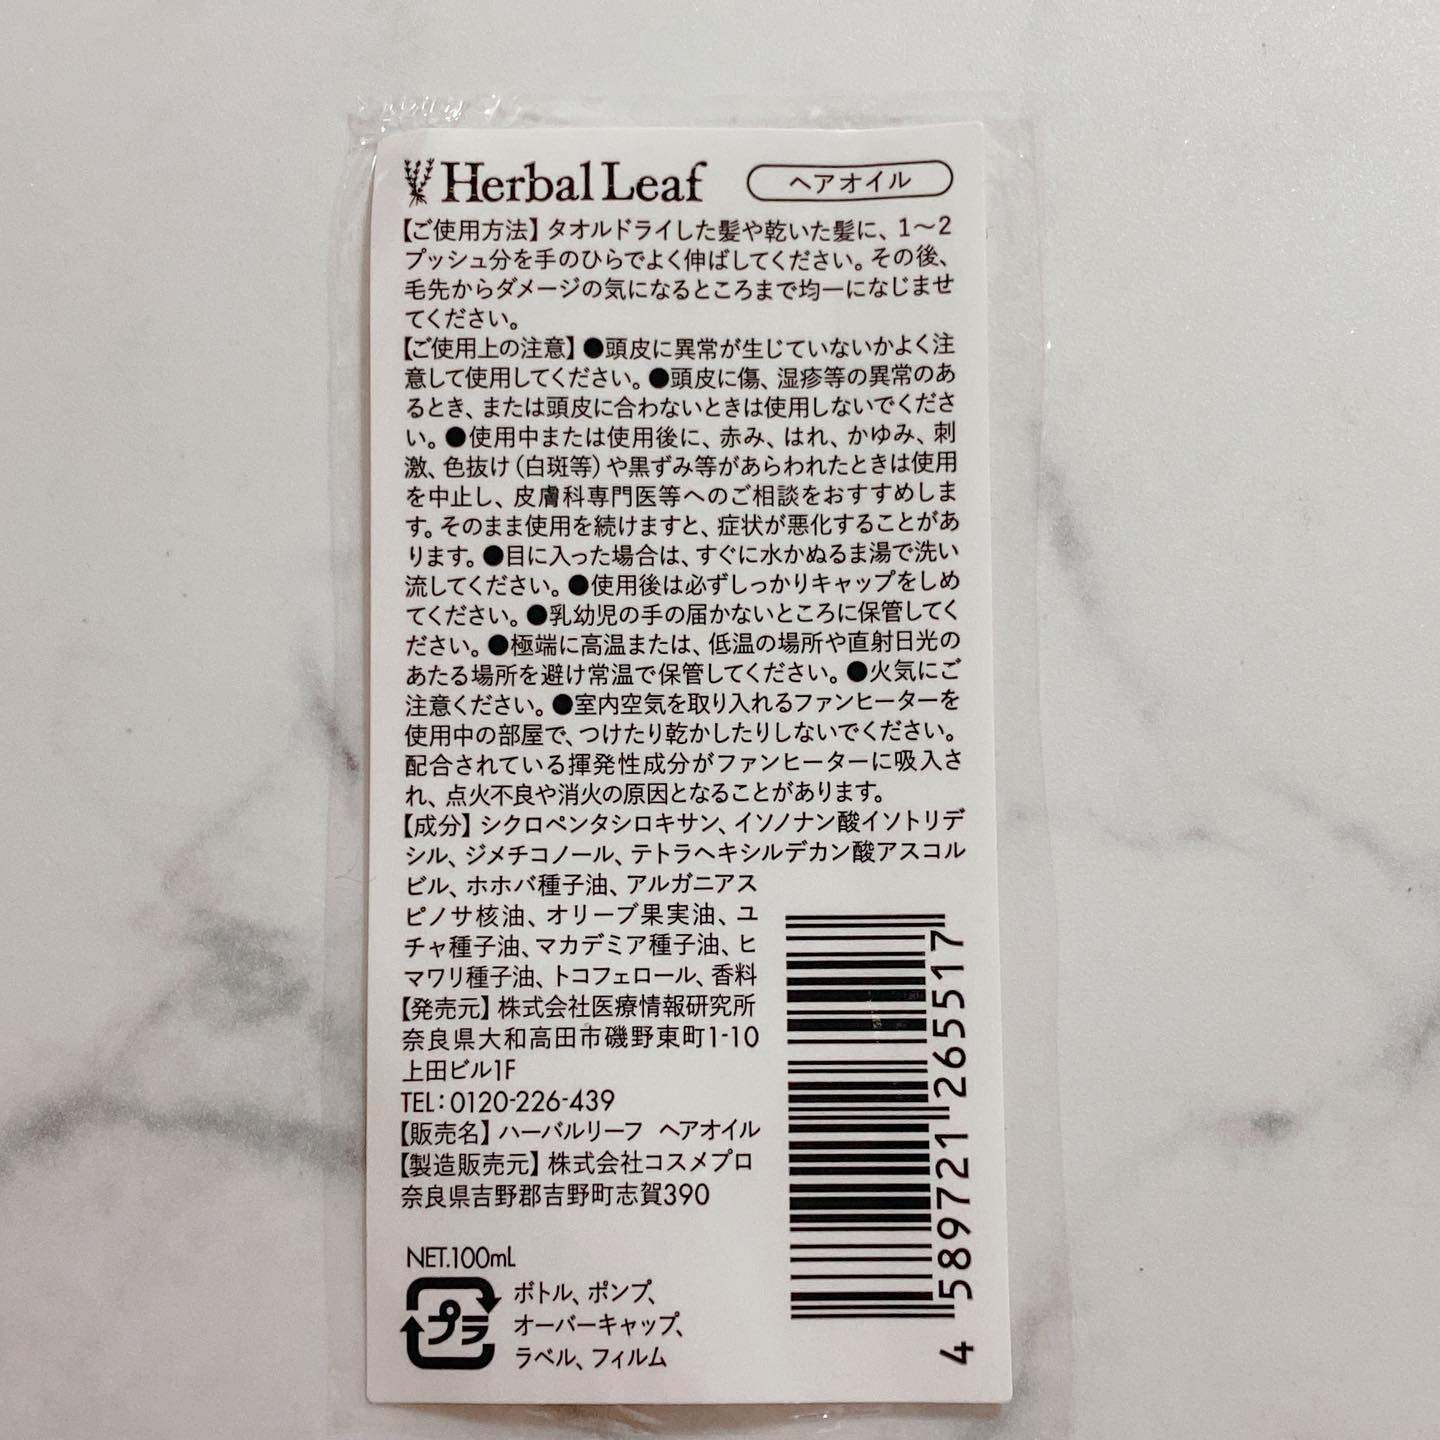 Herbal Leaf ヘアオイル
【ご使用方法】タオルドライした髪や乾いた髪に、1〜2
プッシュ分を手のひらでよく伸ばしてください。その後、
毛先からダメージの気になるところまで均一になじませ
てください。
【ご使用上の注意】●頭皮に異常が生じていないかよく注
意して使用してください。●頭皮に傷、湿疹等の異常のあ
るとき、または頭皮に合わないときは使用しないでくださ
い。●使用中または使用後に、赤み、はれ、かゆみ、刺
激、色抜け(白斑等)や黒ずみ等があらわれたときは使用
を中止し、皮膚科専門医等へのご相談をおすすめしま
す。そのまま使用を続けますと、症状が悪化することがあ
ります。●目に入った場合は、すぐに水かぬるま湯で洗い
流してください。●使用後は必ずしっかりキャップをしめ
てください。●乳幼児の手の届かないところに保管してく
ださい。●極端に高温または、低温の場所や直射日光の
あたる場所を避け常温で保管してください。●火気にご
注意ください。●室内空気を取り入れるファンヒーターを
使用中の部屋で、つけたり乾かしたりしないでください。
配合されている揮発性成分がファンヒーターに吸入さ
れ、点火不良や消火の原因となることがあります。
【成分】シクロペンタシロキサン、イソノナン酸イソトリデ
シル、ジメチコノール、テトラヘキシルデカン酸アスコル
ビル、ホホバ種子油、アルガニアス
ピノサ核油、オリーブ果実油、ユ
チャ種子油、マカデミア種子油、ヒ
マワリ種子油、トコフェロール、香料
【発売元】株式会社医療情報研究所
奈良県大和高田市磯野東町1-10
上田ビル1F
TEL:0120-226-439
【販売名】ハーバルリーフ ヘアオイル
【製造販売元】株式会社コスメプロ
奈良県吉野郡吉野町志賀390
NET.100mL
プラ
ボトル、ポンプ、
オーバーキャップ、
ラベル、フィルム
4 589721 265517